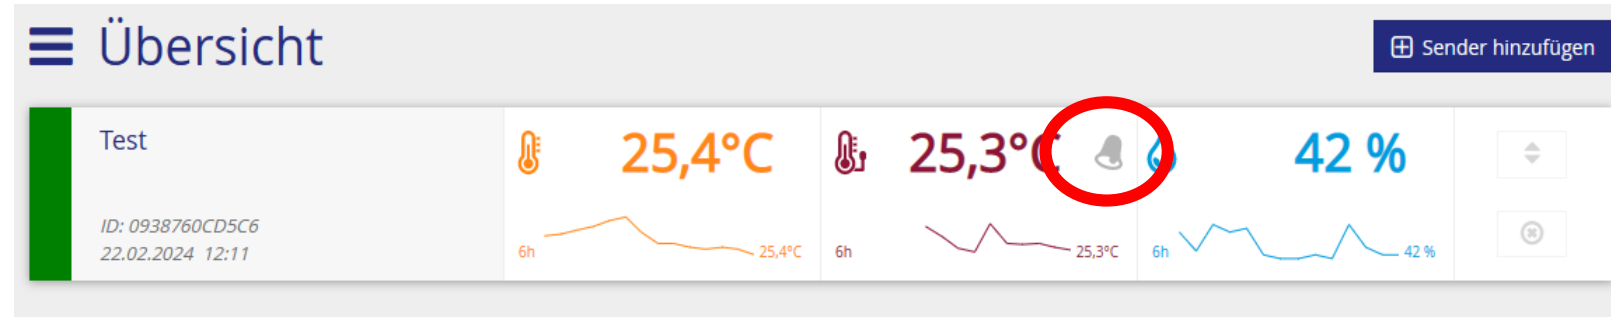 Übersicht
Sender hinzufügen
Test
25,4°C
25,3°C
42 %
ID: 0938760CD5C6
22.02.2024 12:11
6h
25,4°C
6h
25,3°C
6h
42 %